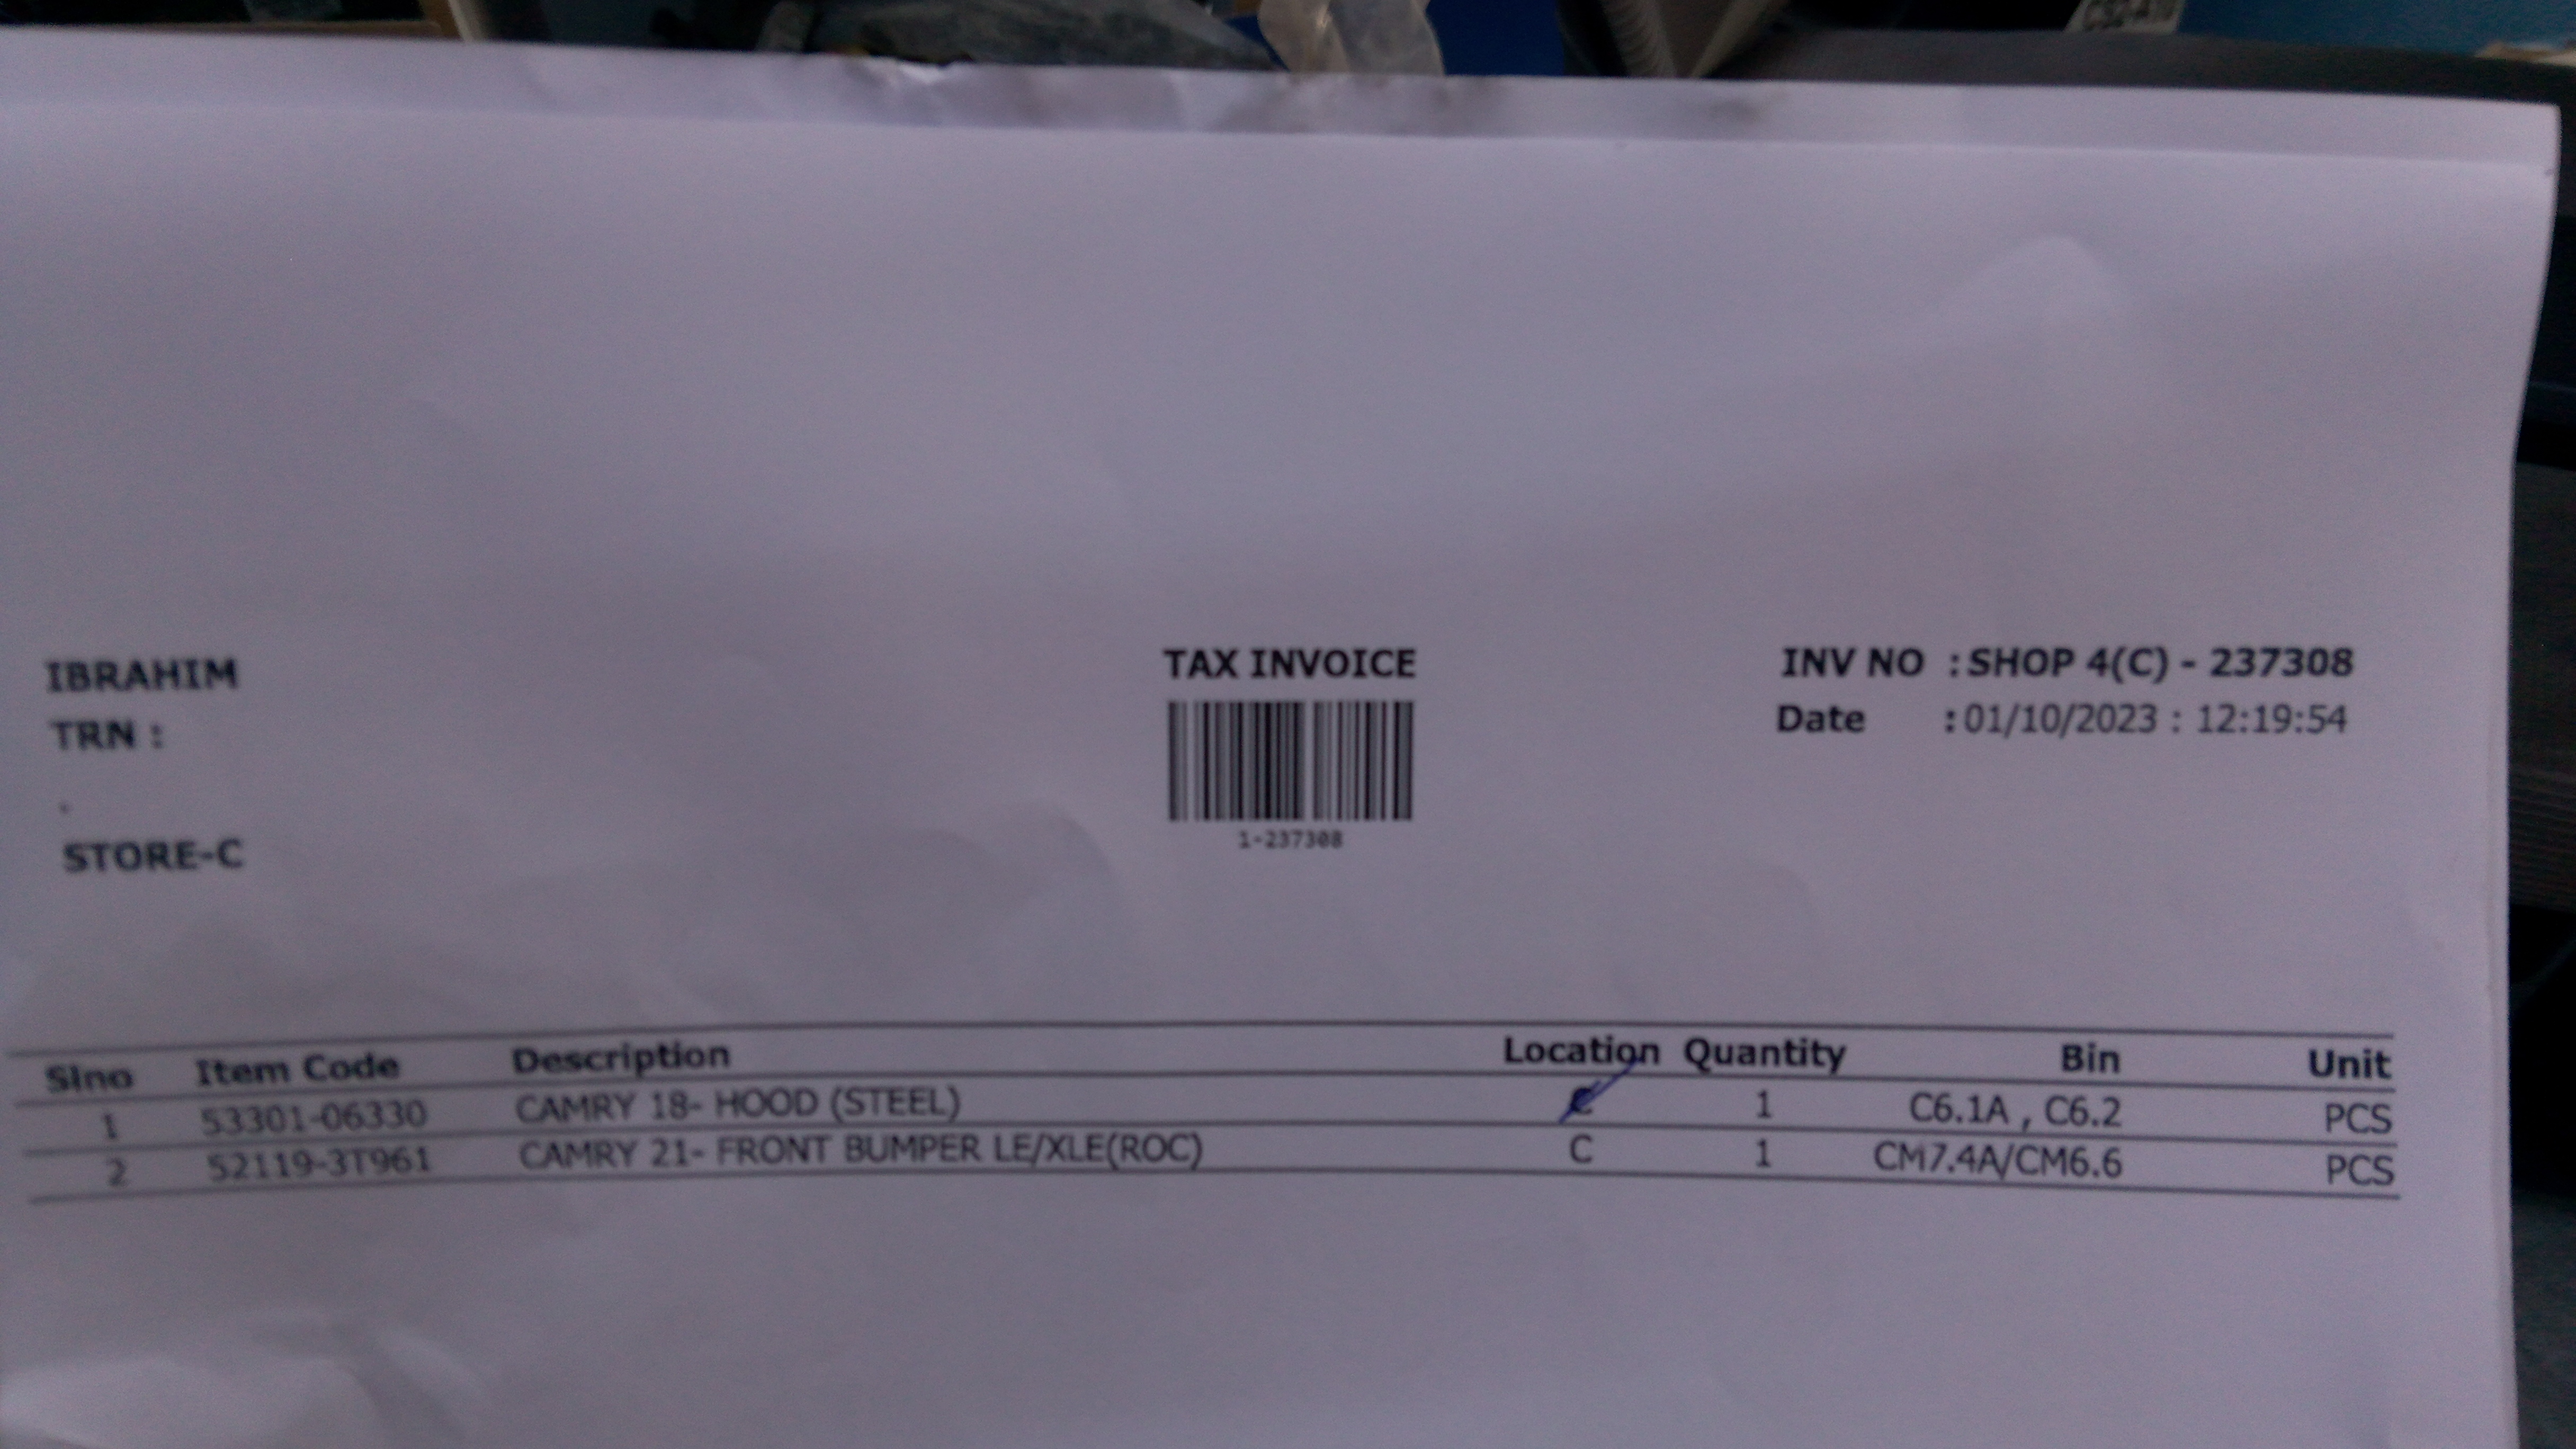 IBRAHIM
TRN :
.
STORE-C
TAX INVOICE
1-237308
INV NO : SHOP 4(C) - 237308
Date : 01/10/2023 : 12:19:54
Slno Item Code Description Location Quantity Bin Unit
1 53301-06330 CAMRY 18- HOOD (STEEL) C 1 C6.1A , C6.2 PCS
2 52119-3T961 CAMRY 21- FRONT BUMPER LE/XLE(ROC) C 1 CM7.4A/CM6.6 PCS